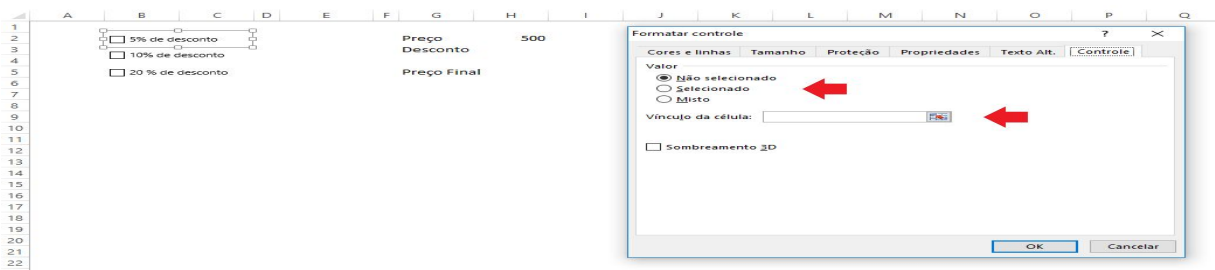 A B C D E F G H I J K L M N O P Q
1
2 5% de desconto Preço 500
3 10% de desconto Desconto
4
5 20 % de desconto Preço Final
6
7
8
9
10
11
12
13
14
15
16
17
18
19
20
21
22
Formatar controle ? ×
Cores e linhas Tamanho Proteção Propriedades Texto Alt. Controle
Valor
Não selecionado
Selecionado
Misto
Vínculo da célula:
Sombreamento 3D
OK Cancelar